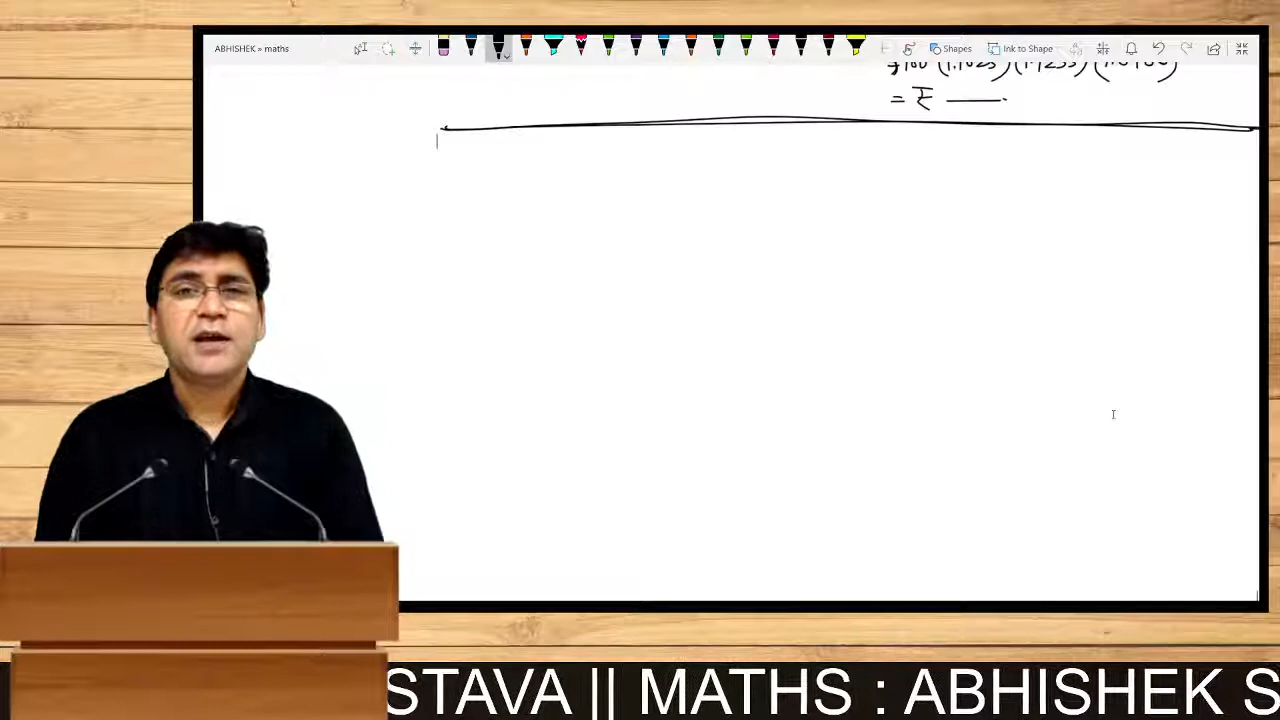 ABHISHEK » maths
Shapes
Ink to Shape
= ₹ ——
STAVA || MATHS : ABHISHEK S